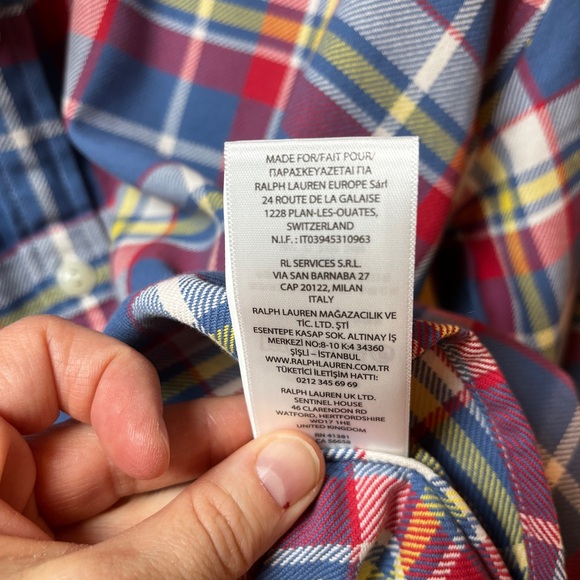 MADE FOR/FAIT POUR/
ΠΑΡΑΣΚΕΥΑΖΕΤΑΙ ΓΙΑ
RALPH LAUREN EUROPE Sàrl
24 ROUTE DE LA GALAISE
1228 PLAN-LES-OUATES,
SWITZERLAND
N.I.F. : IT03945310963
RL SERVICES S.R.L.
VIA SAN BARNABA 27
CAP 20122, MILAN
ITALY
RALPH LAUREN MAĞAZACILIK VE
TİC. LTD. ŞTİ
ESENTEPE KASAP SOK. ALTINAY İŞ
MERKEZİ NO:8-10 K:4 34360
ŞİŞLİ – İSTANBUL
WWW.RALPHLAUREN.COM.TR
TÜKETİCİ İLETİŞİM HATTI:
0212 345 69 69
RALPH LAUREN UK LTD.
SENTINEL HOUSE
46 CLARENDON RD
WATFORD, HERTFORDSHIRE
WD17 1HE
UNITED KINGDOM
RN 41381
CA 56658